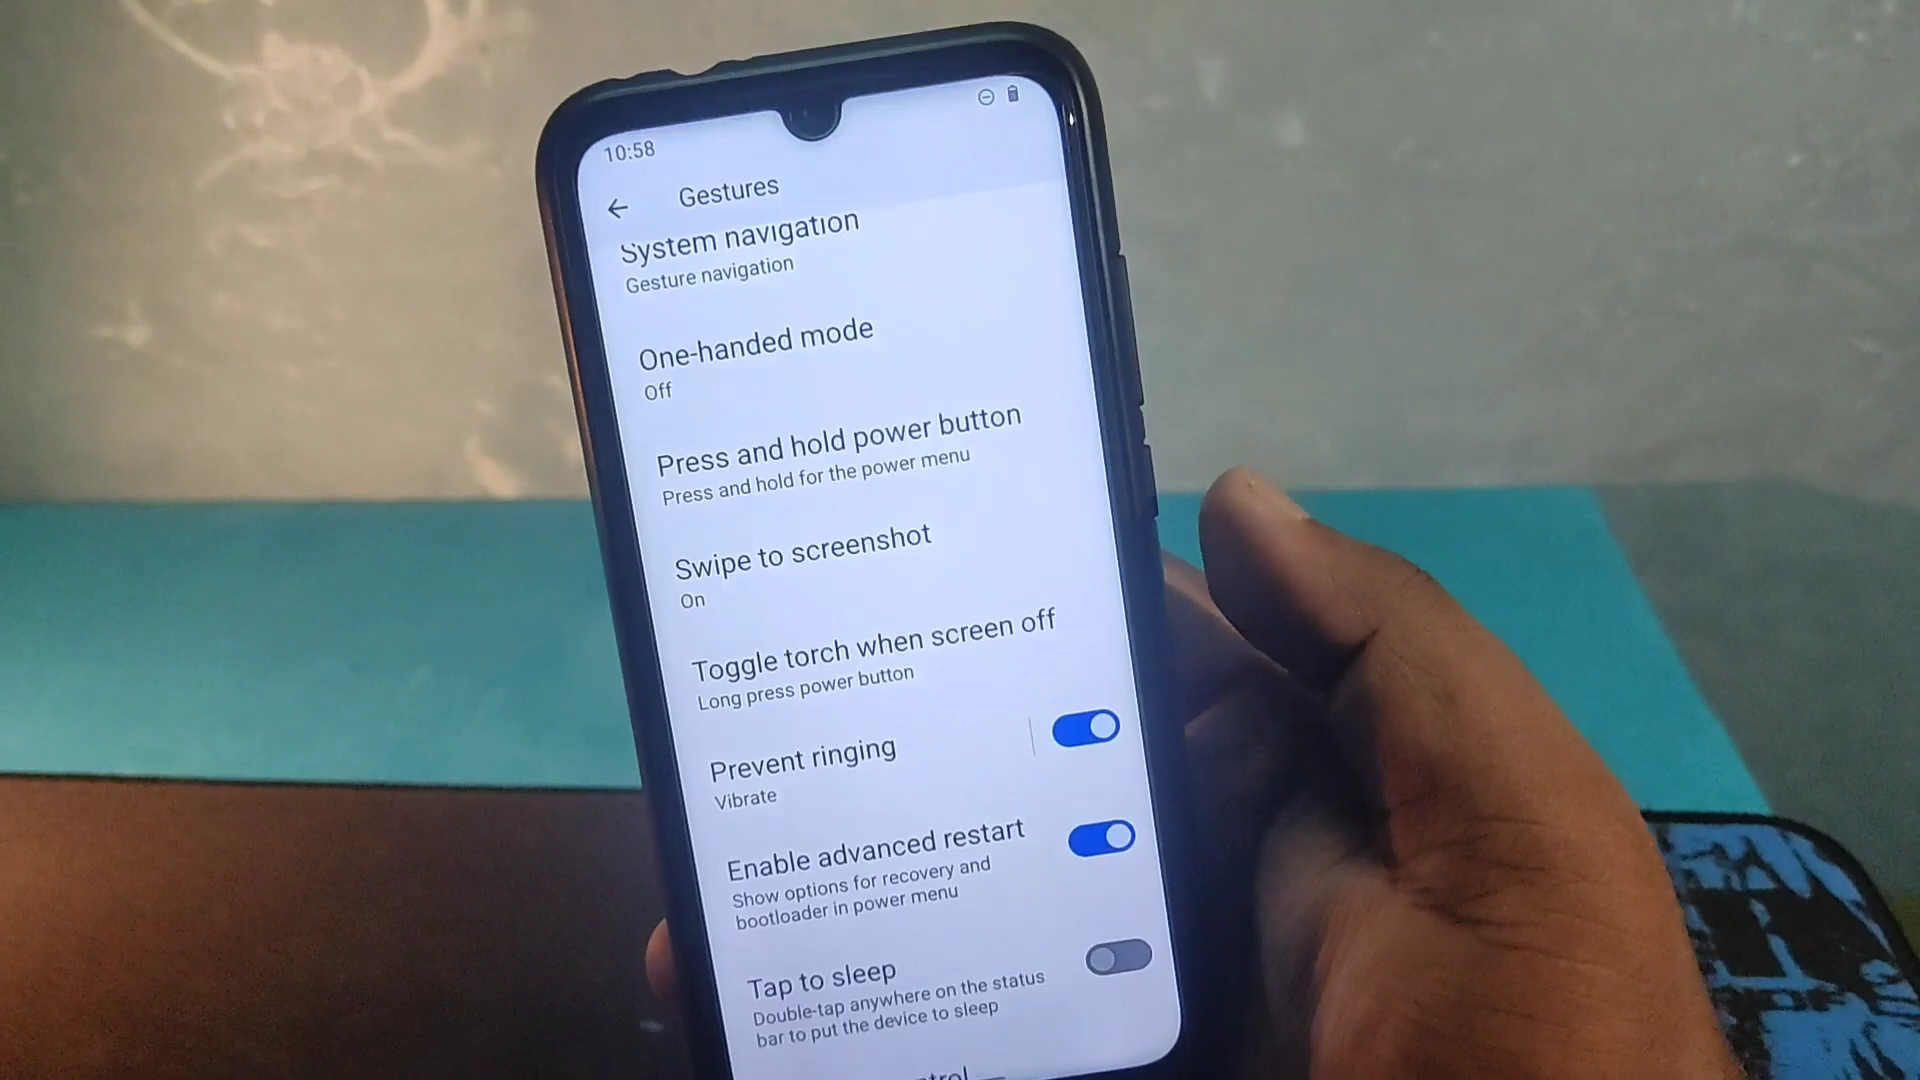 10:58
Gestures
System navigation
Gesture navigation
One-handed mode
Off
Press and hold power button
Press and hold for the power menu
Swipe to screenshot
On
Toggle torch when screen off
Long press power button
Prevent ringing
Vibrate
Enable advanced restart
Show options for recovery and
bootloader in power menu
Tap to sleep
Double-tap anywhere on the status
bar to put the device to sleep